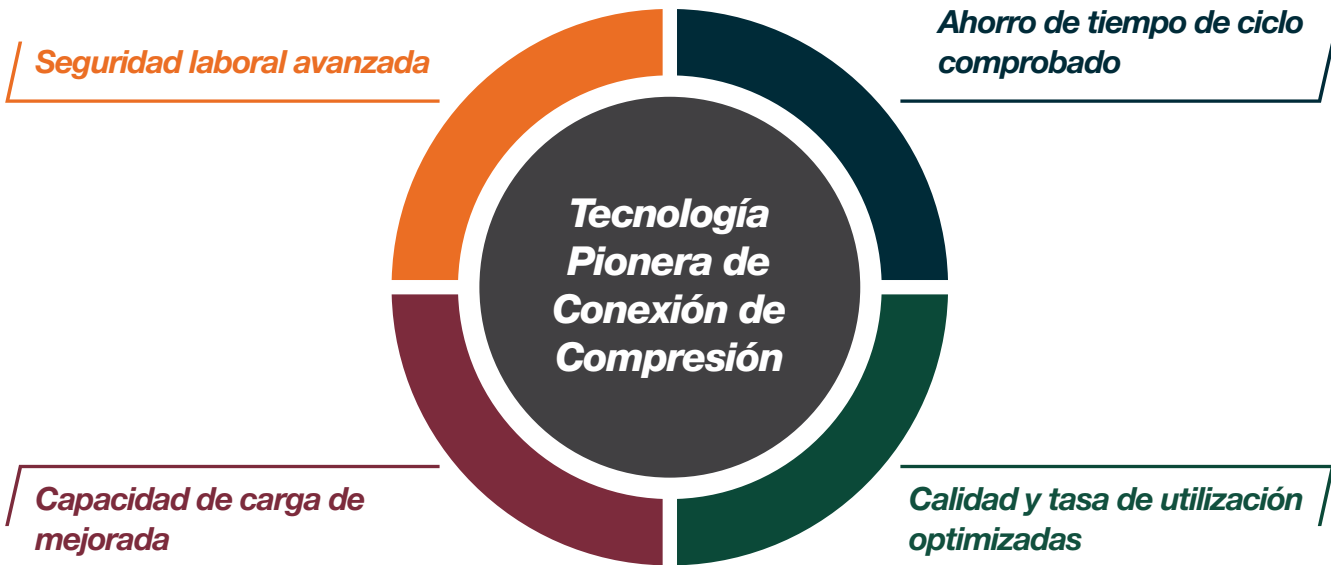 Seguridad laboral avanzada
Ahorro de tiempo de ciclo
comprobado
Tecnología
Pionera de
Conexión de
Compresión
Capacidad de carga de
mejorada
Calidad y tasa de utilización
optimizadas